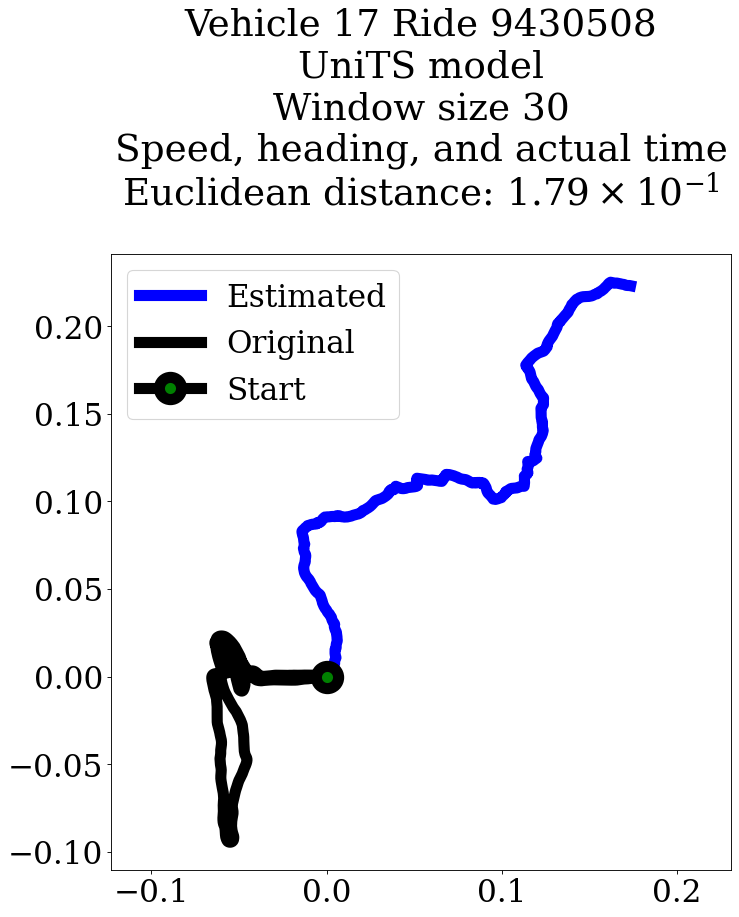 Vehicle 17 Ride 9430508
UniTS model
Window size 30
Speed, heading, and actual time
Euclidean distance: 1.79 × 10⁻¹
Estimated
Original
Start
0.20
0.15
0.10
0.05
0.00
−0.05
−0.10
−0.1 0.0 0.1 0.2